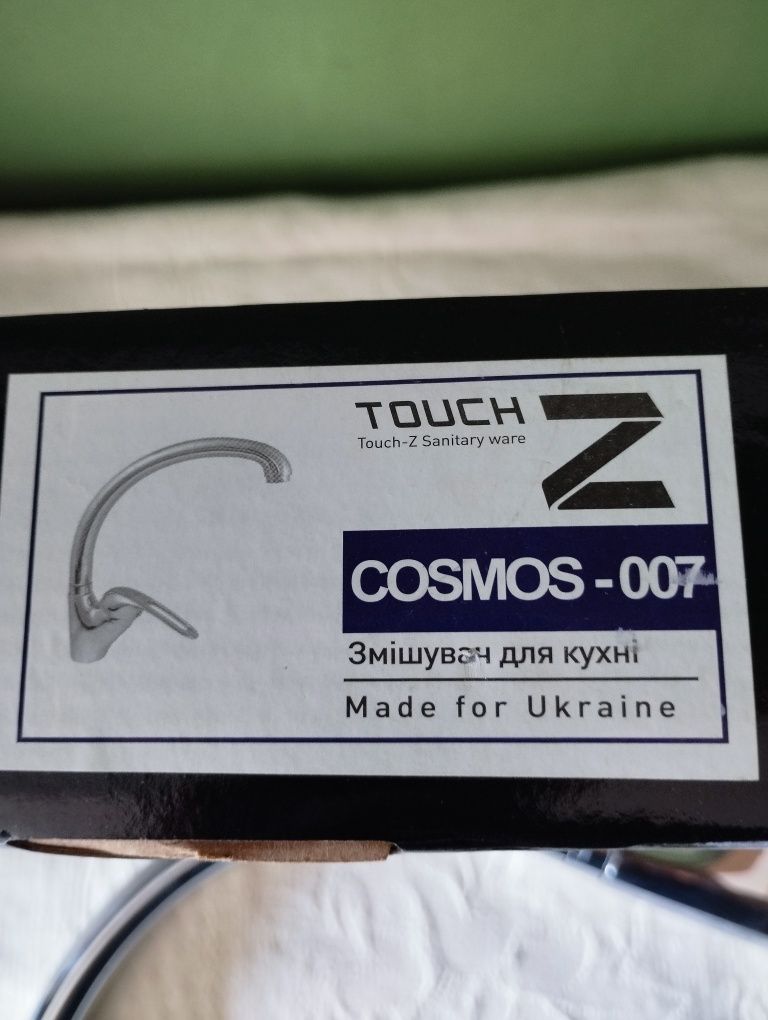 TOUCH Z
Touch-Z Sanitary ware
COSMOS - 007
Змішувач для кухні
Made for Ukraine